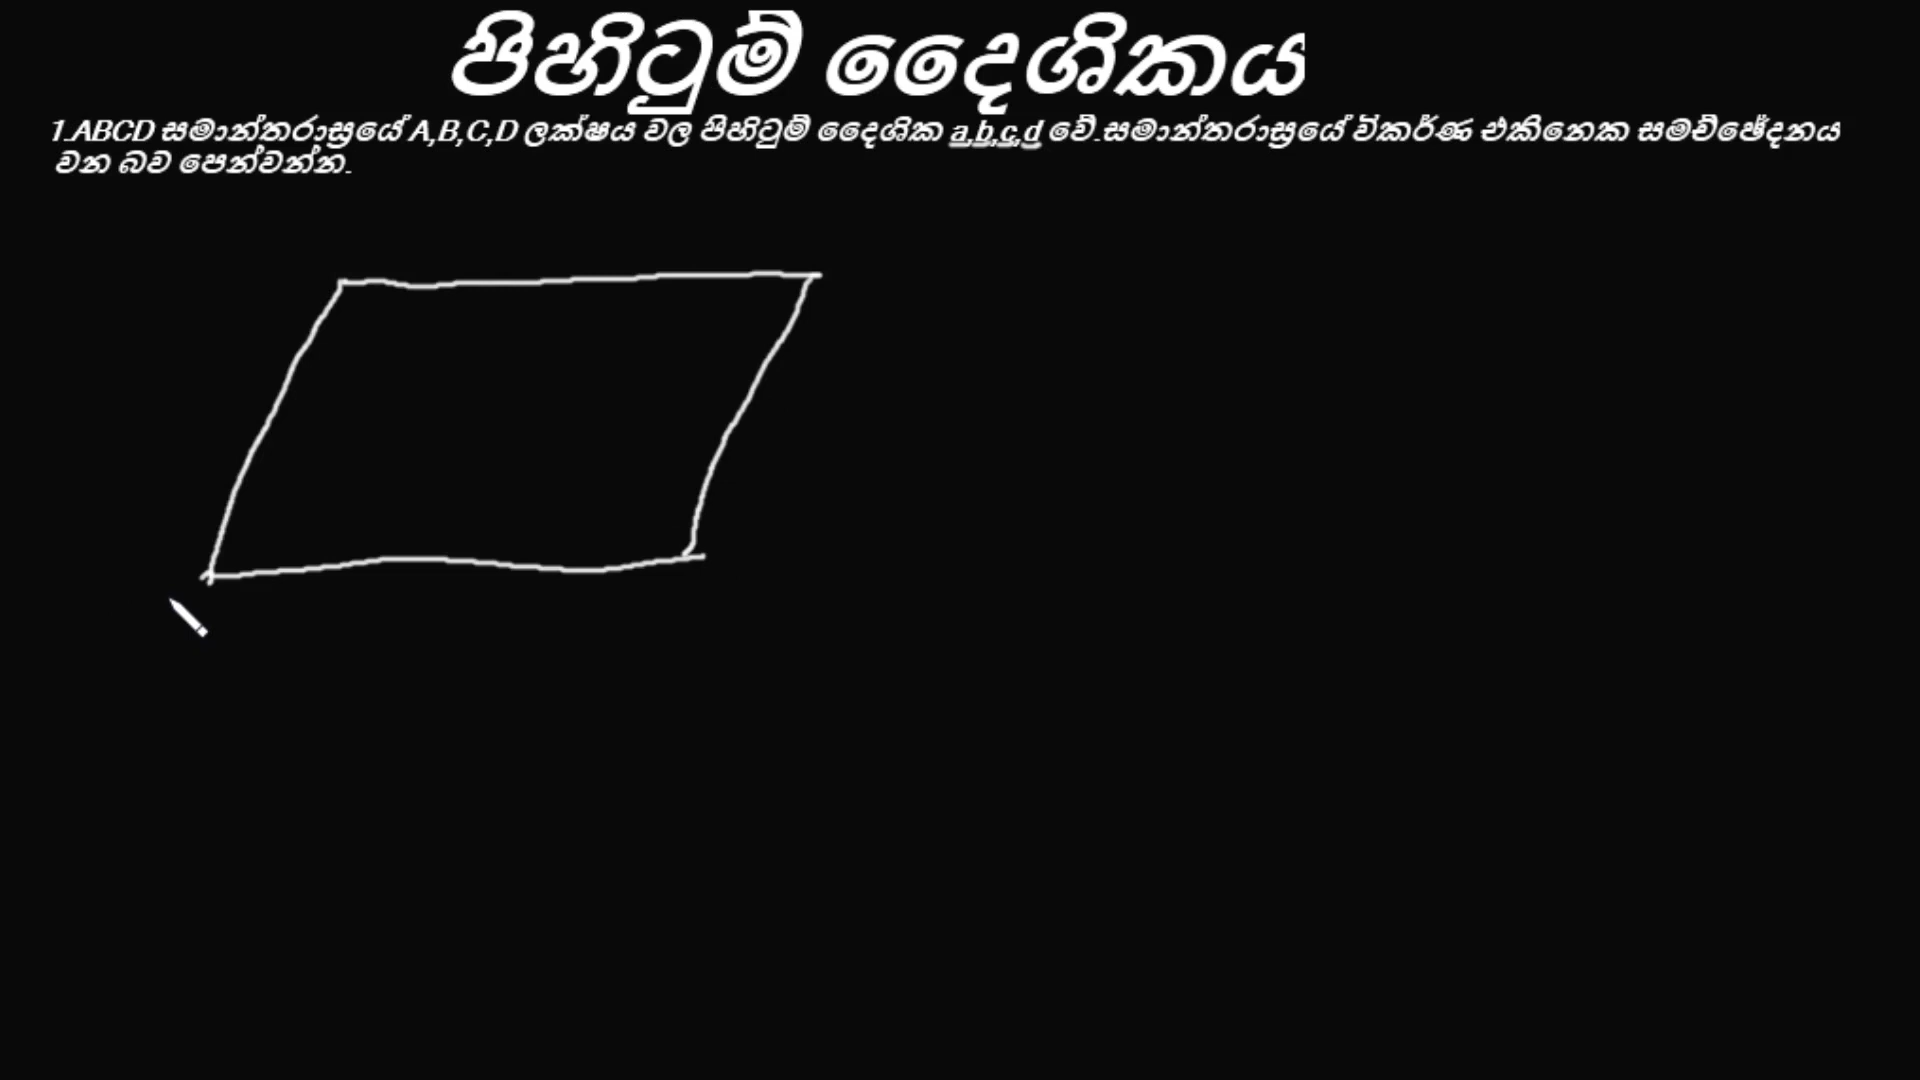 පිහිටුම් දෛශිකය
1.ABCD සමාන්තරාස්‍රයේ A,B,C,D ලක්ෂය වල පිහිටුම් දෛශික a,b,c,d වේ.සමාන්තරාස්‍රයේ විකර්ණ එකිනෙක සමච්ඡේදනය
වන බව පෙන්වන්න.